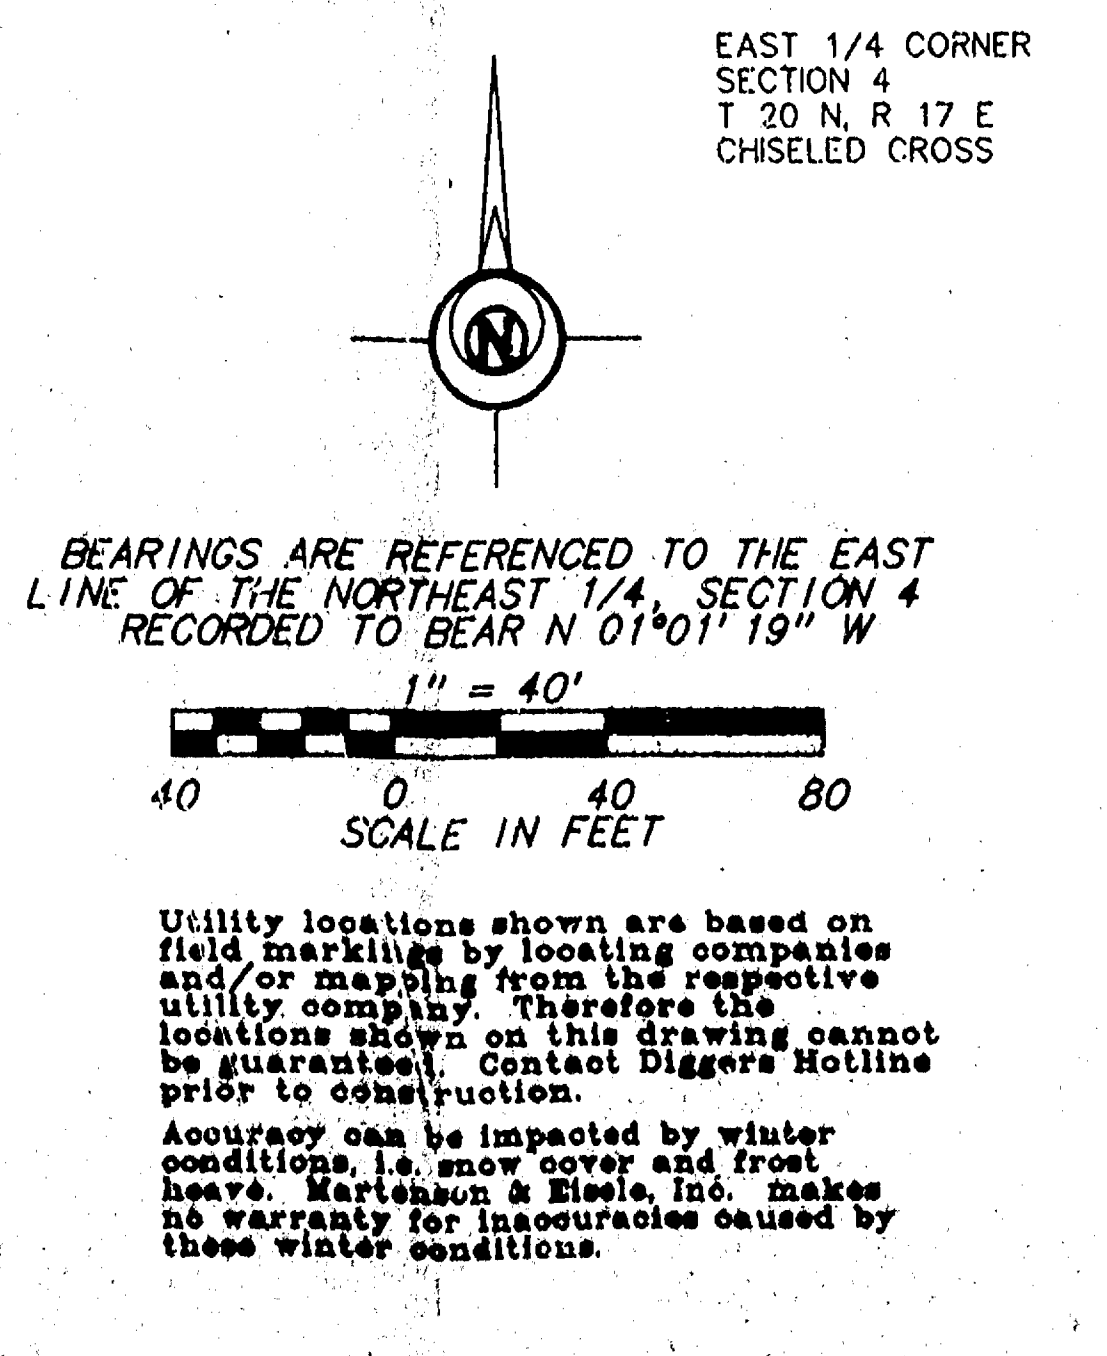 EAST 1/4 CORNER
SECTION 4
T 20 N, R 17 E
CHISELED CROSS
N
BEARINGS ARE REFERENCED TO THE EAST
LINE OF THE NORTHEAST 1/4, SECTION 4
RECORDED TO BEAR N 01°01'19" W
1" = 40'
40 0 40 80
SCALE IN FEET
Utility locations shown are based on
field markings by locating companies
and/or mapping from the respective
utility company. Therefore the
locations shown on this drawing cannot
be guaranteed. Contact Diggers Hotline
prior to construction.
Accuracy can be impacted by winter
conditions, i.e. snow cover and frost
heave. Martenson & Eisele, Inc. makes
no warranty for inaccuracies caused by
these winter conditions.